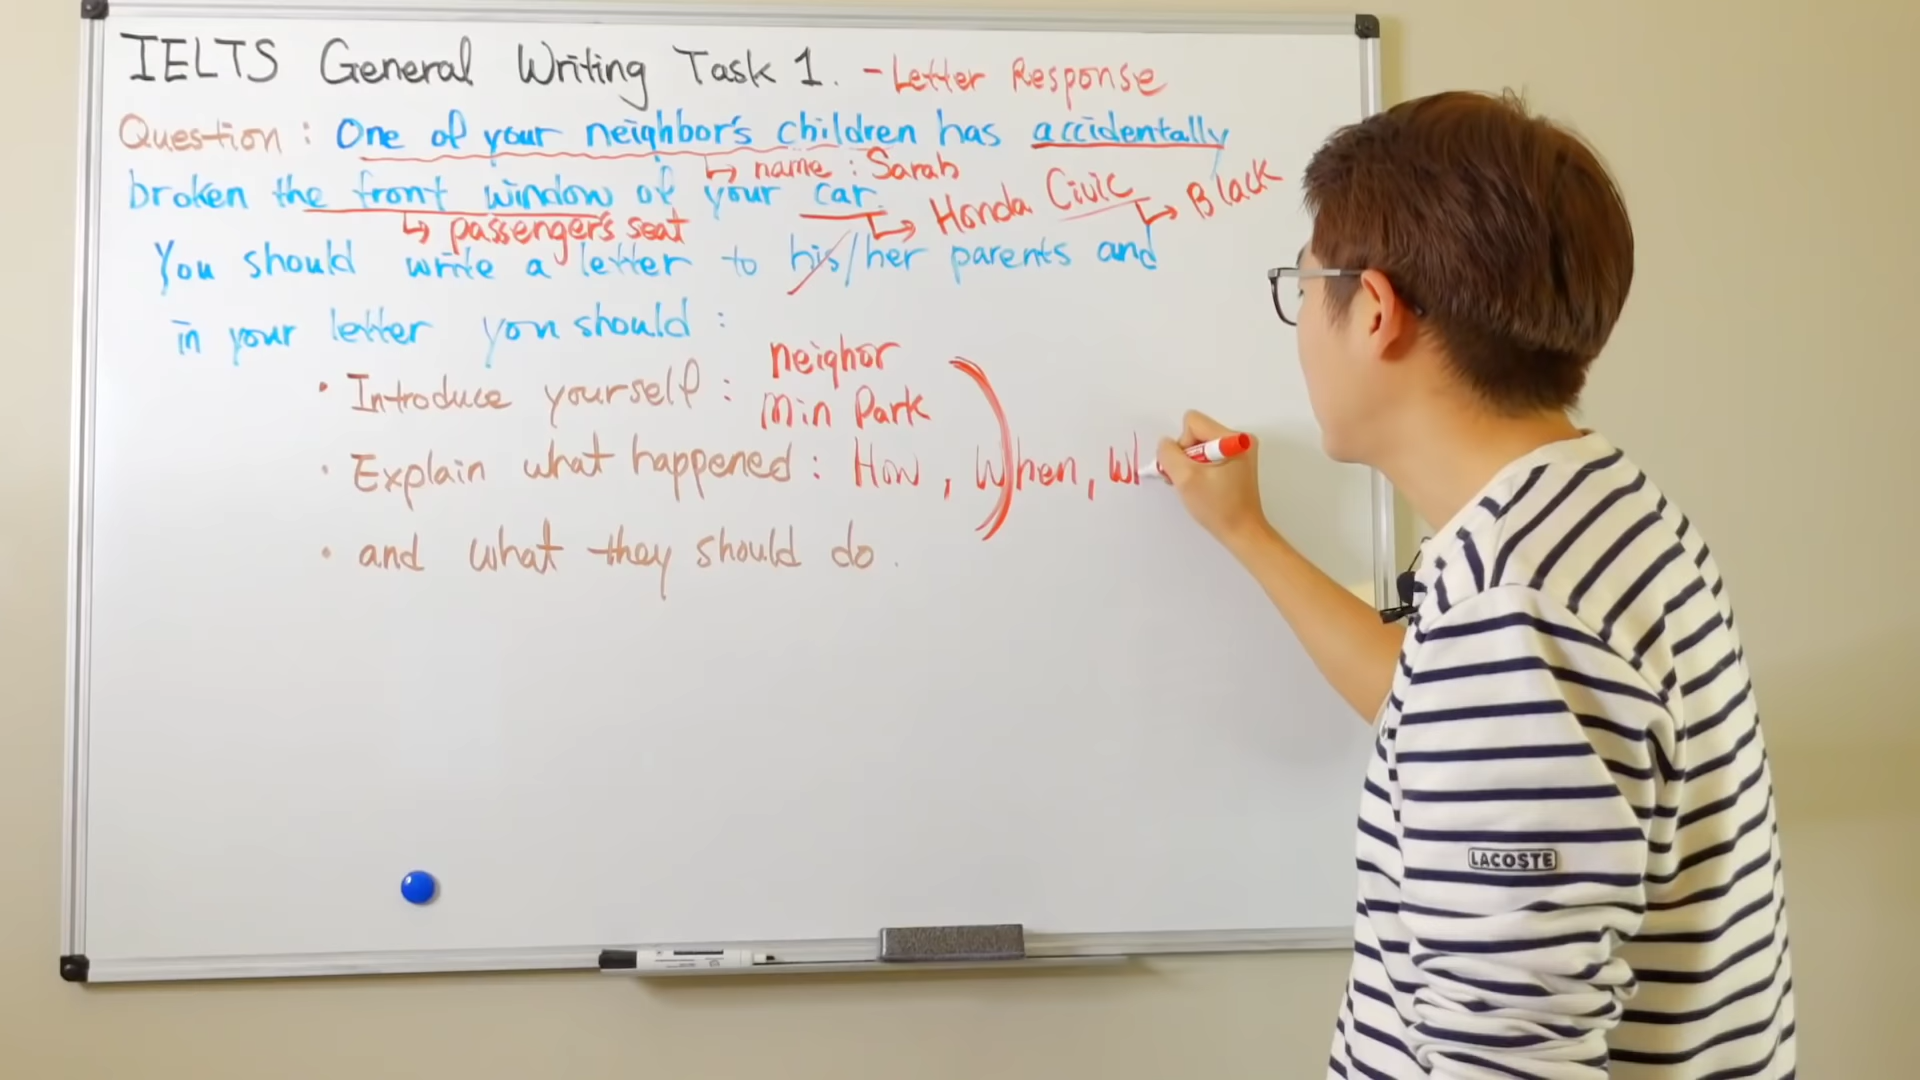 IELTS General Writing Task 1. - Letter Response
Question : One of your neighbor's children has accidentally
↳ name : Sarah
broken the front window of your car.
↳ Honda Civic
↳ Black
↳ passenger's seat
You should write a letter to his/her parents and
in your letter you should :
neighor
• Introduce yourself :
Min Park
• Explain what happened : How , When ,
• and what they should do .
LACOSTE